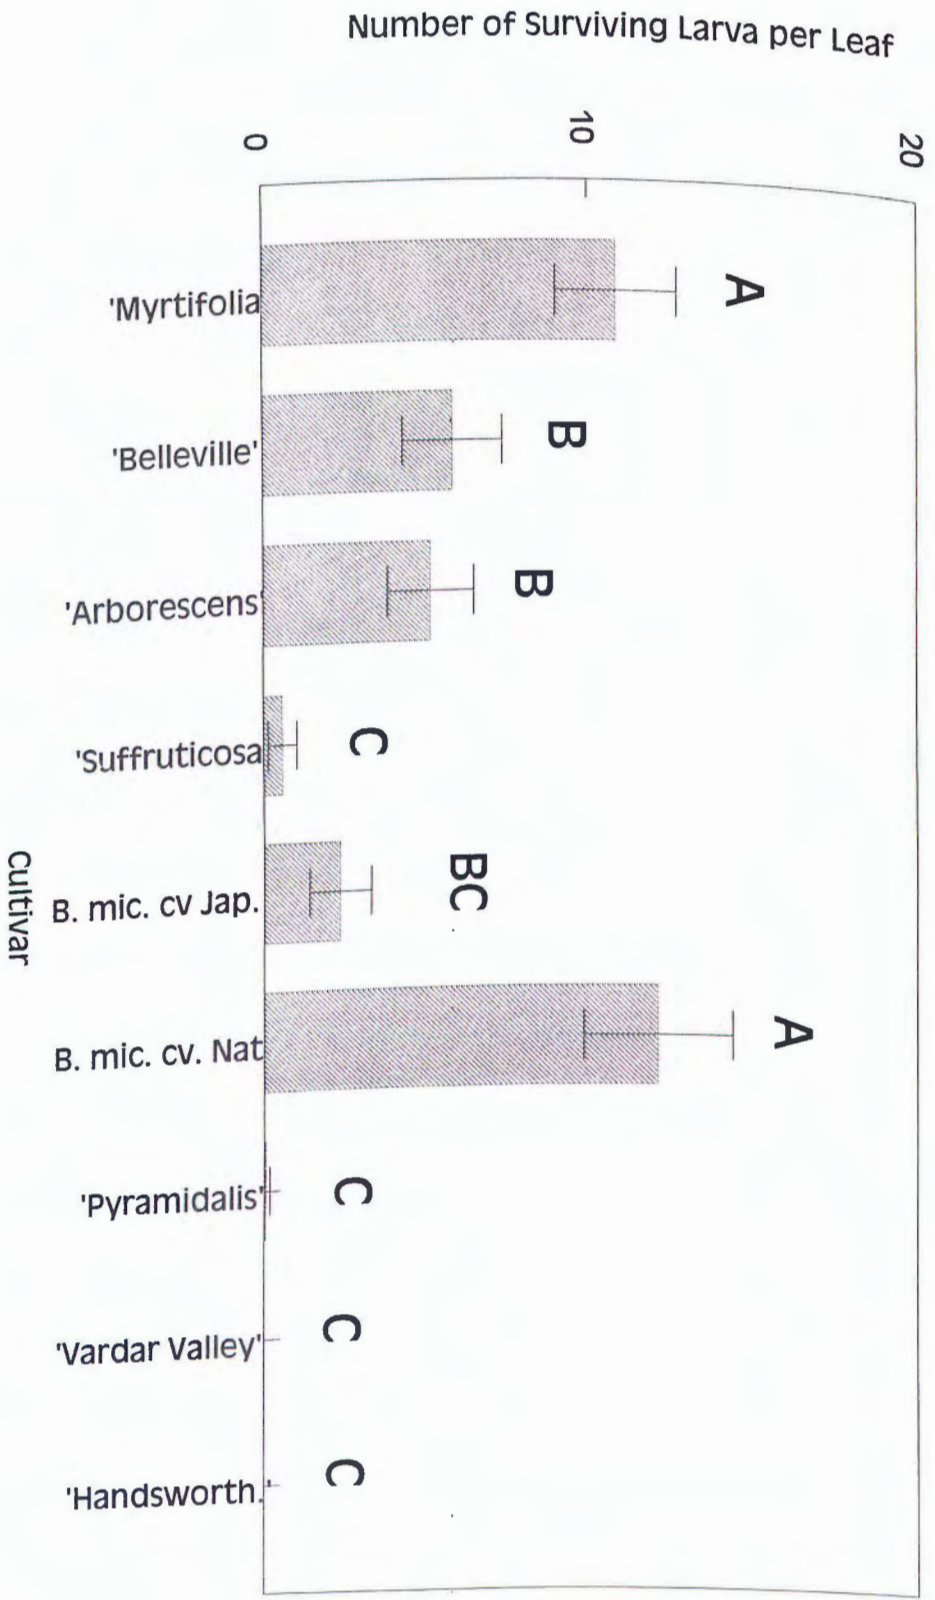 Number of Surviving Larva per Leaf
0
10
20
A
B
B
C
BC
A
C
C
C
'Myrtifolia
'Belleville'
'Arborescens'
'Suffruticosa
B. mic. cv Jap.
B. mic. cv. Nat
'Pyramidalis'
'Vardar Valley'
'Handsworth.'
Cultivar